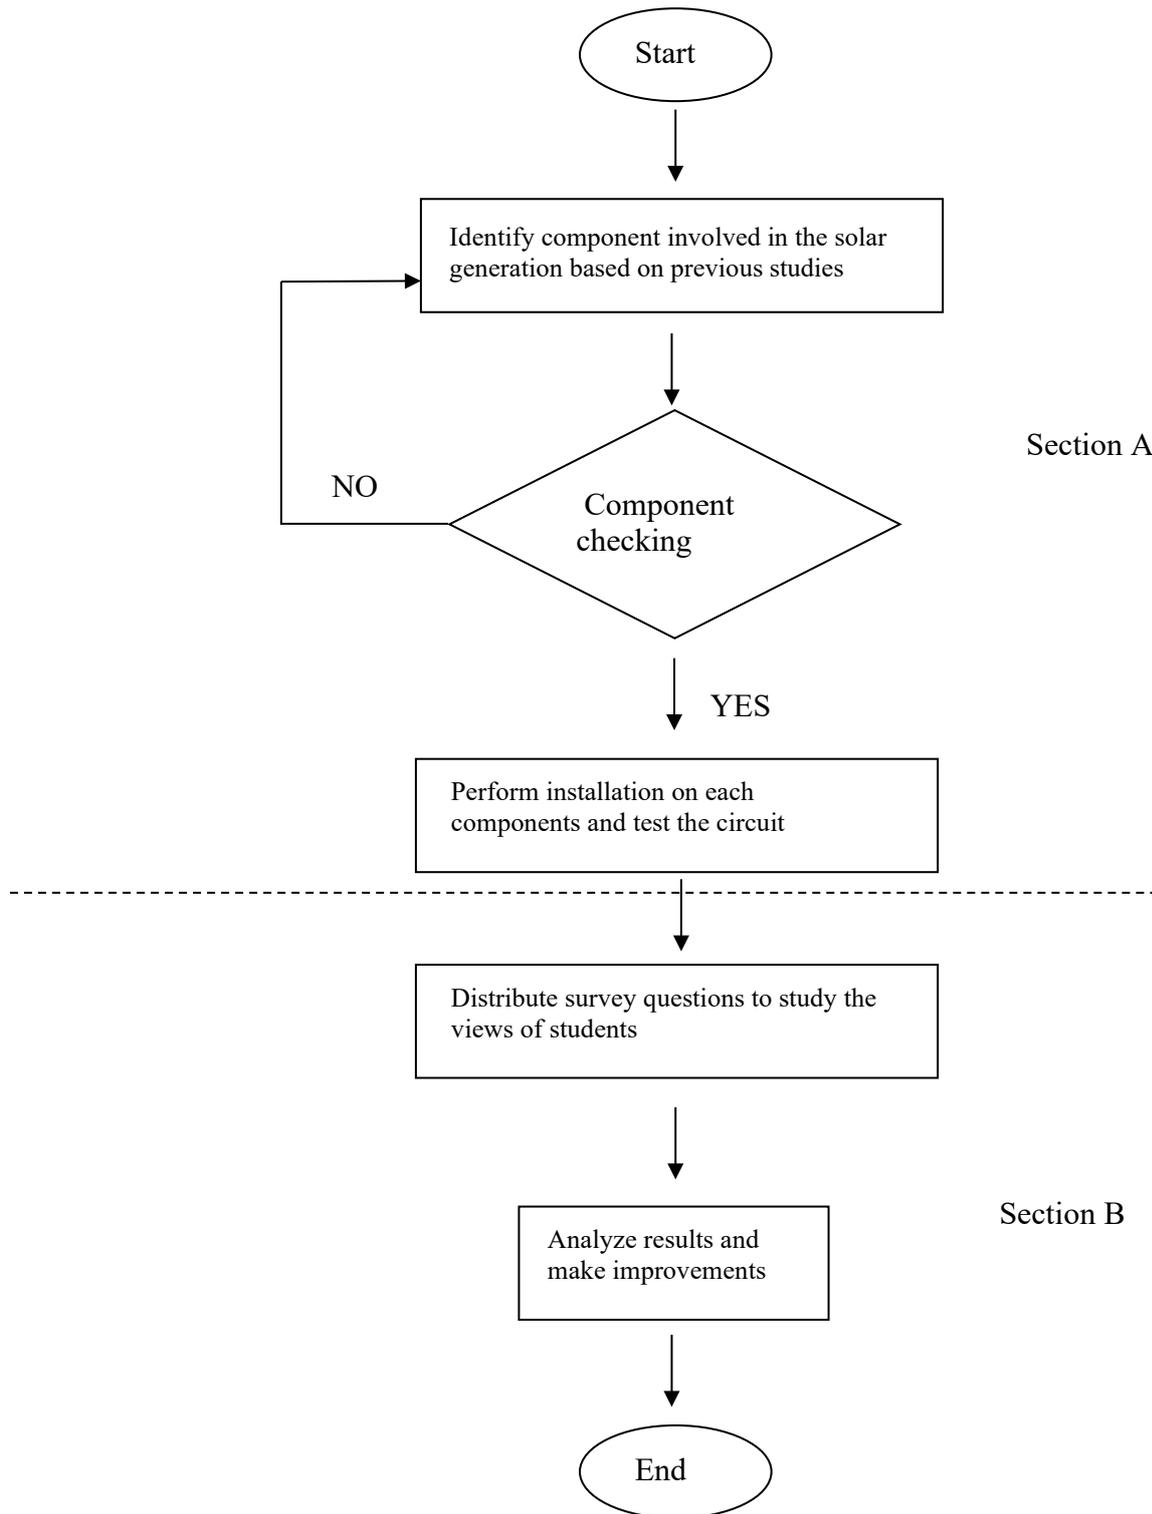 Start
Identify component involved in the solar
generation based on previous studies
Section A
NO
Component
checking
YES
Perform installation on each
components and test the circuit
Distribute survey questions to study the
views of students
Section B
Analyze results and
make improvements
End